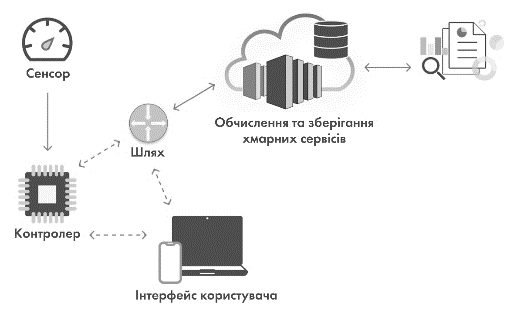 Сенсор
Обчислення та зберігання
хмарних сервісів
Шлях
Контролер
Інтерфейс користувача